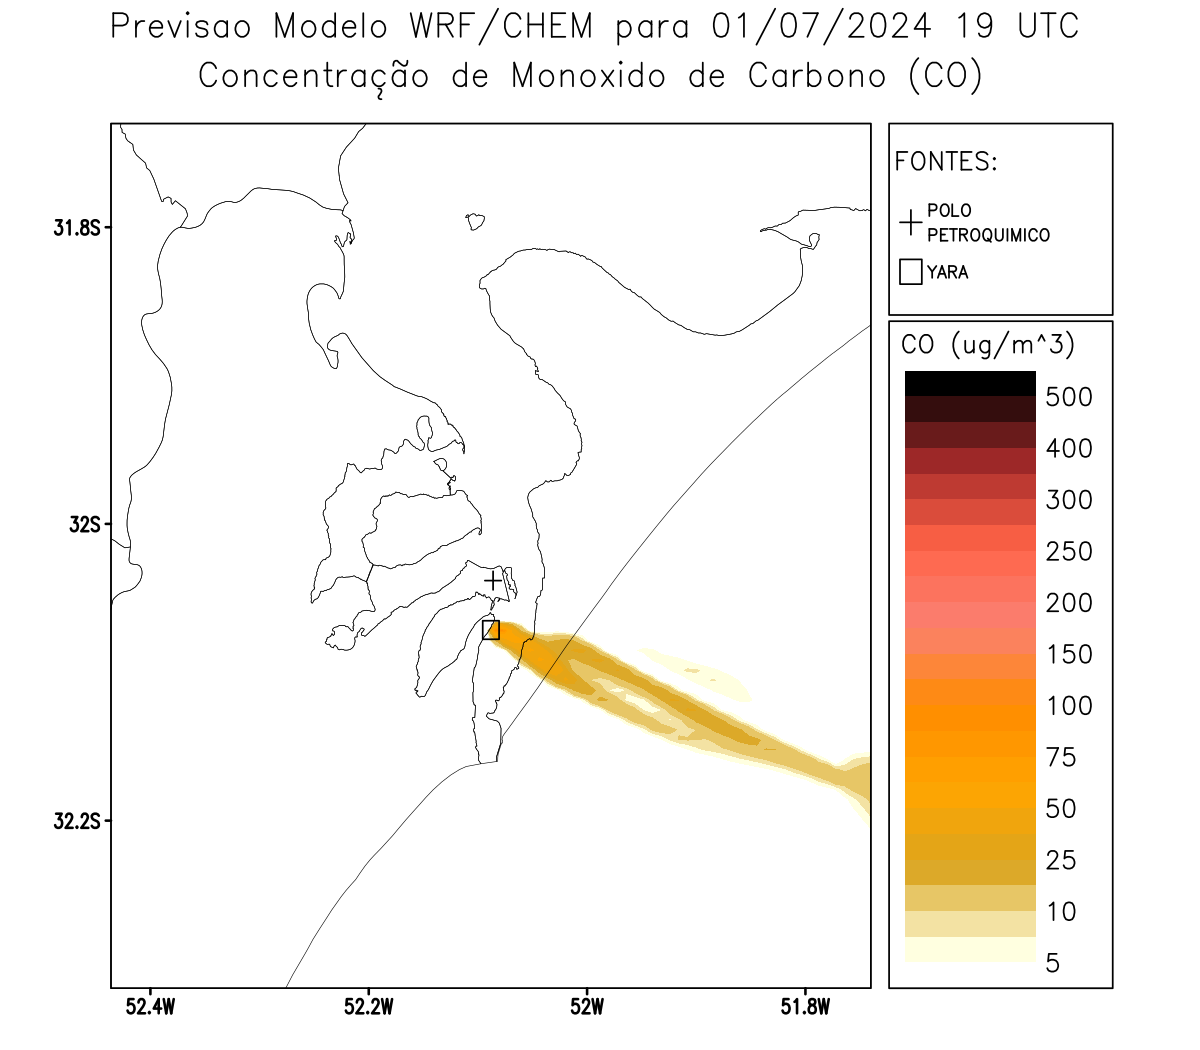 Previsao Modelo WRF/CHEM para 01/07/2024 19 UTC
Concentração de Monoxido de Carbono (CO)
FONTES:
POLO
PETROQUIMICO
YARA
CO (ug/m^3)
500
400
300
250
200
150
100
75
50
25
10
5
31.8S
32S
32.2S
52.4W
52.2W
52W
51.8W